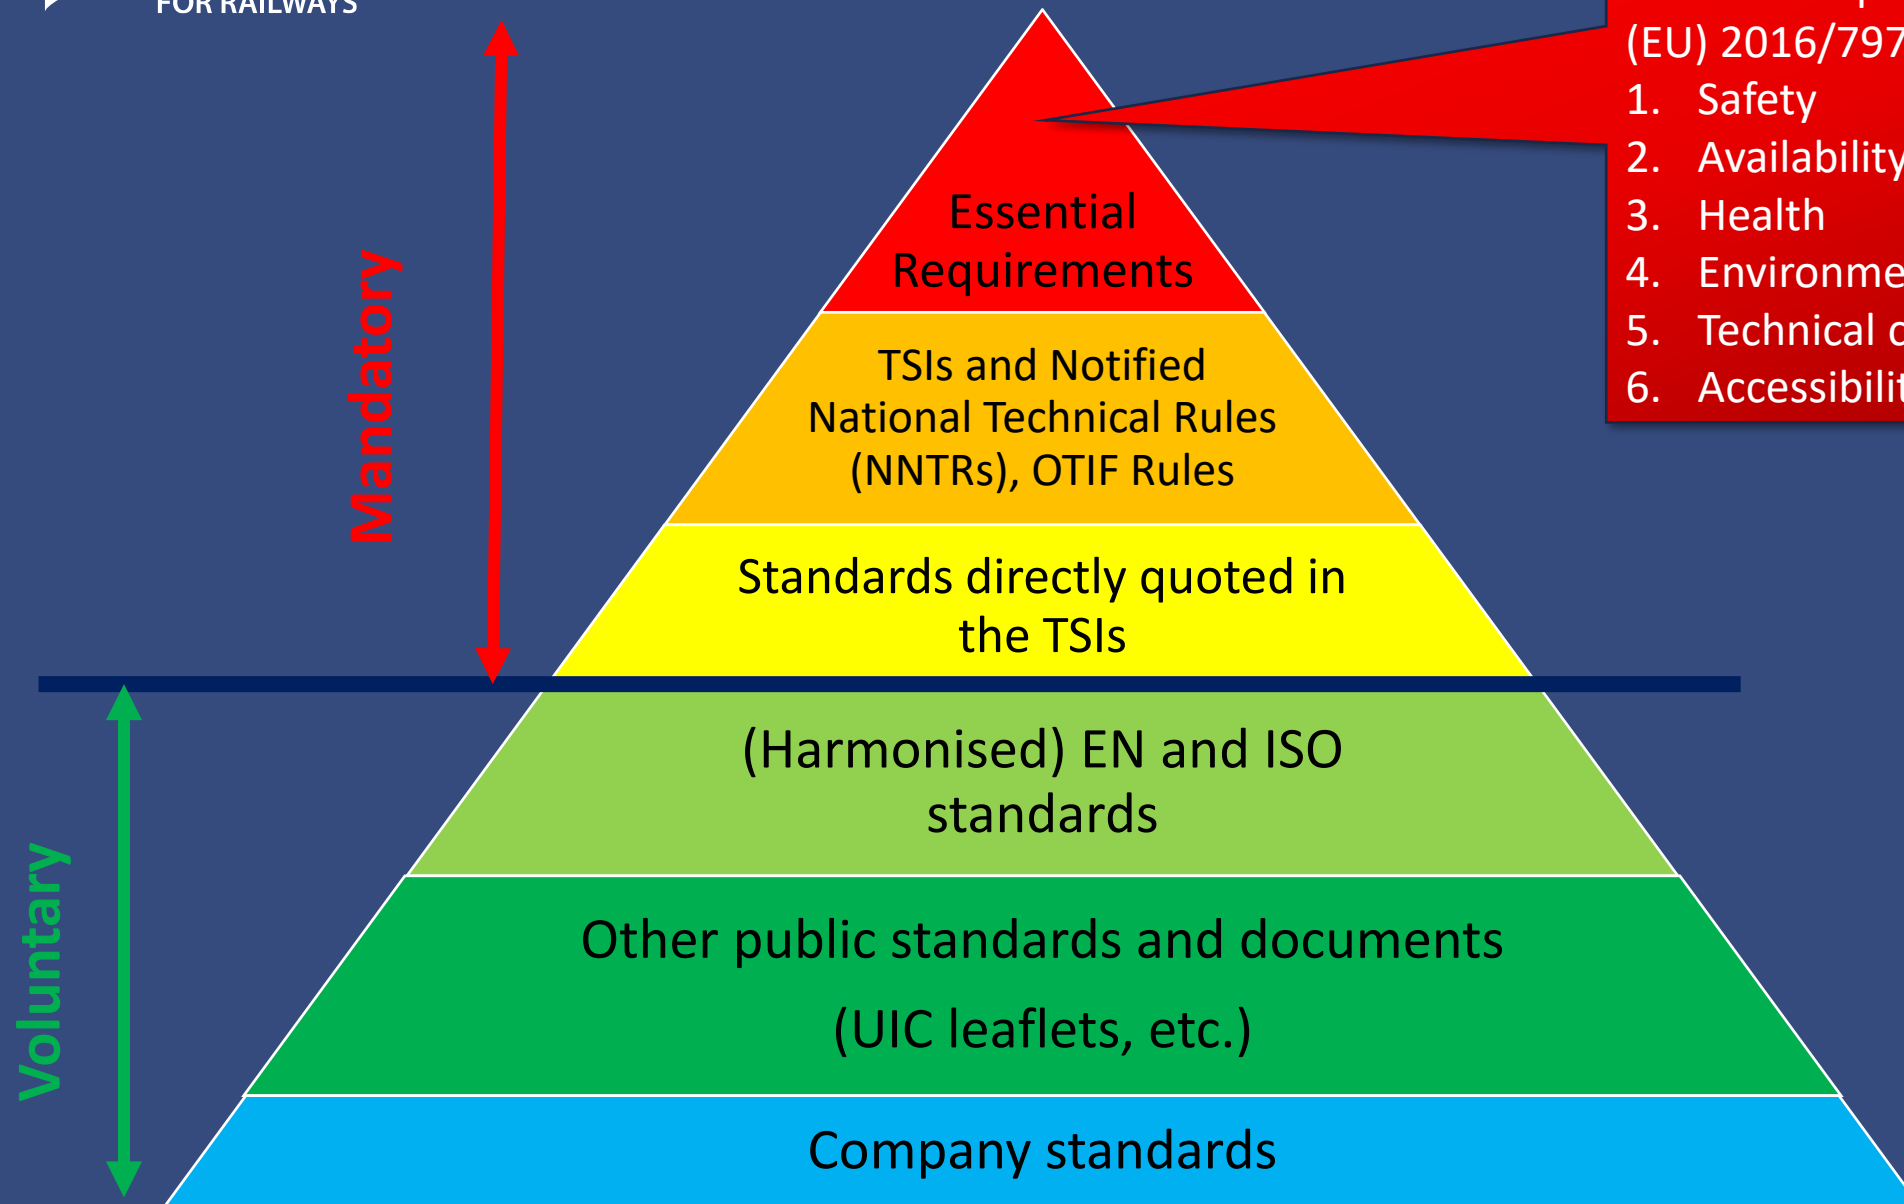 FOR RAILWAYS
(EU) 2016/797
1. Safety
2. Availability
3. Health
4.
5. Technical
6.
Essential
Requirements
TSIs and Notified
National Technical Rules
(NNTRs), OTIF Rules
Standards directly quoted in
the TSIs
Mandatory
(Harmonised) EN and ISO
standards
Other public standards and documents
(UIC leaflets, etc.)
Company standards
Voluntary